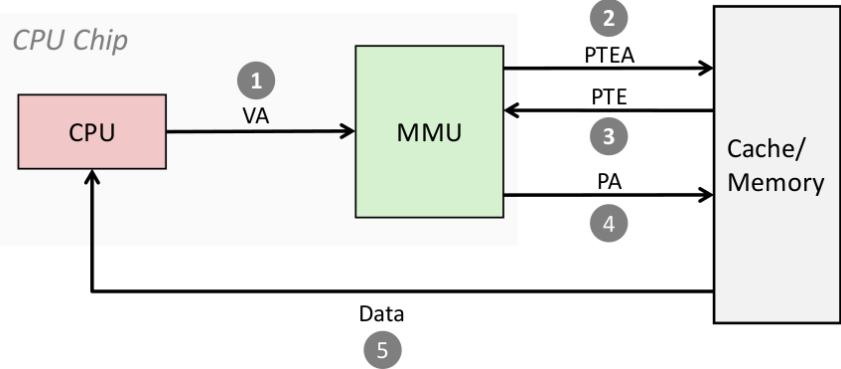 CPU Chip
2
PTEA
1
VA
PTE
3
CPU
MMU
Cache/
Memory
PA
4
Data
5